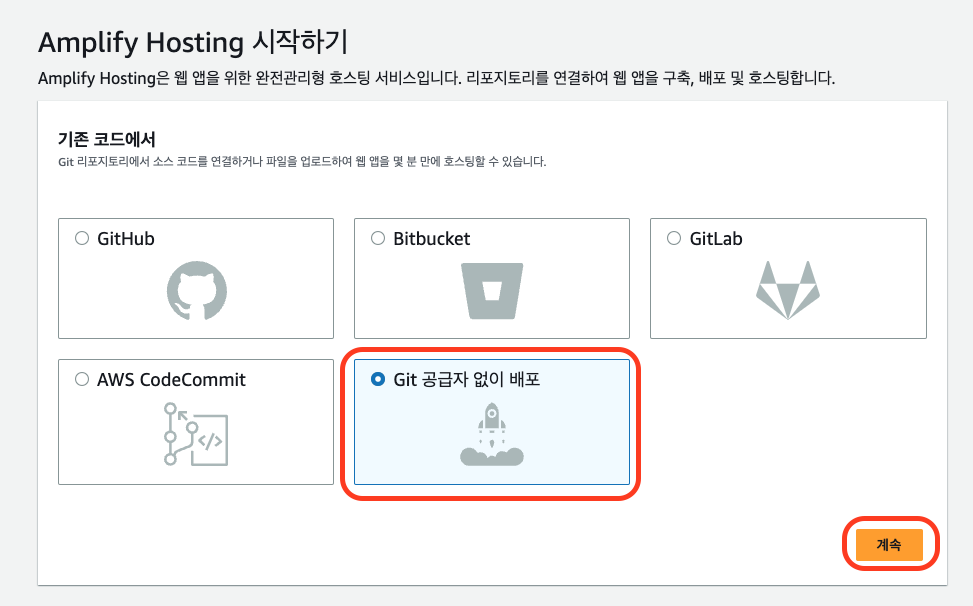 Amplify Hosting 시작하기
Amplify Hosting은 웹 앱을 위한 완전관리형 호스팅 서비스입니다. 리포지토리를 연결하여 웹 앱을 구축, 배포 및 호스팅합니다.
기존 코드에서
Git 리포지토리에서 소스 코드를 연결하거나 파일을 업로드하여 웹 앱을 몇 분 만에 호스팅할 수 있습니다.
GitHub
Bitbucket
GitLab
AWS CodeCommit
Git 공급자 없이 배포
계속